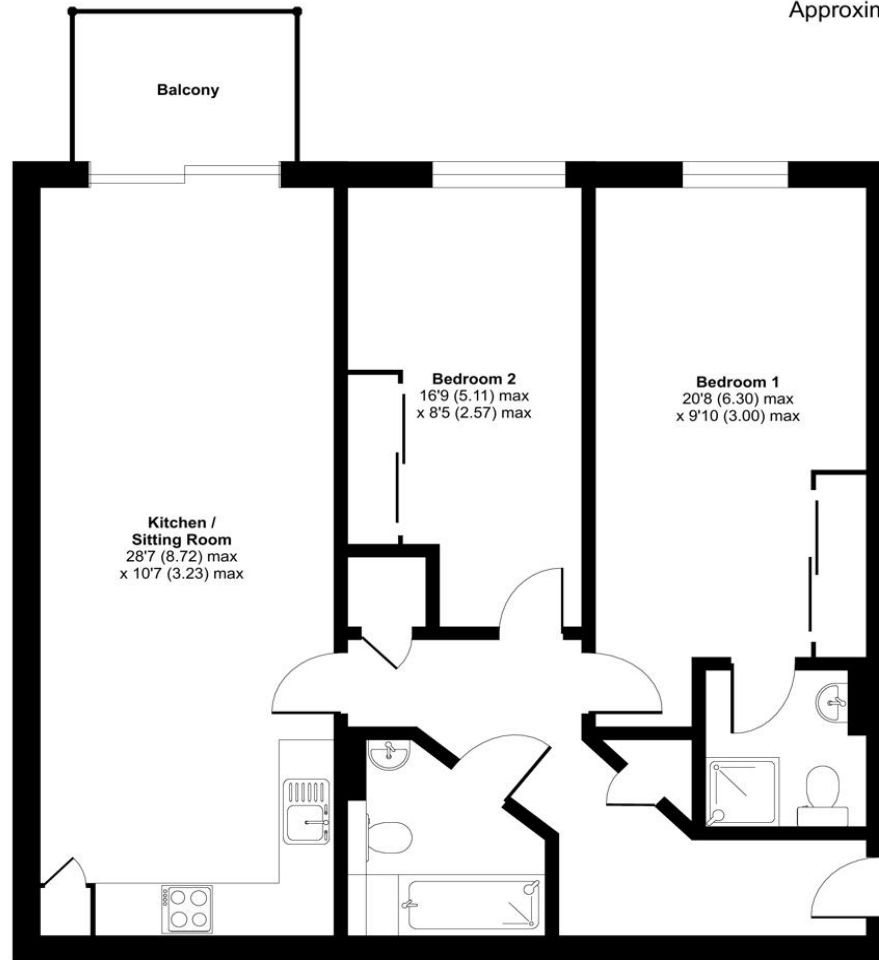 Approxim
Balcony
Bedroom 2
16'9 (5.11) max
x 8'5 (2.57) max
Bedroom 1
20'8 (6.30) max
x 9'10 (3.00) max
Kitchen /
Sitting Room
28'7 (8.72) max
x 10'7 (3.23) max